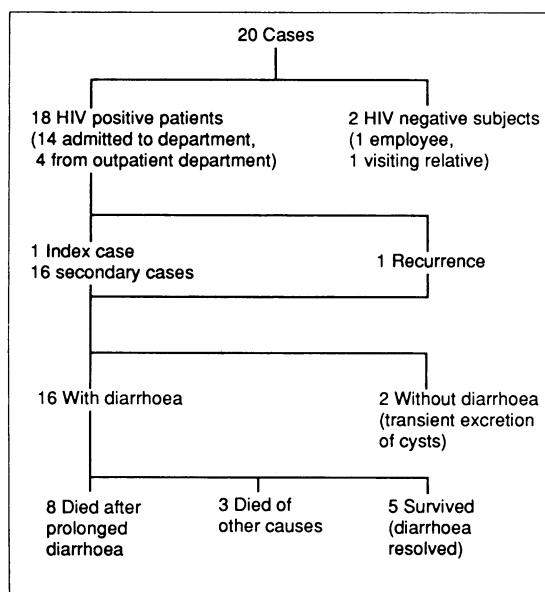 20 Cases
18 HIV positive patients
(14 admitted to department,
4 from outpatient department)
2 HIV negative subjects
(1 employee,
1 visiting relative)
1 Index case
16 secondary cases
1 Recurrence
16 With diarrhoea
2 Without diarrhoea
(transient excretion
of cysts)
8 Died after
prolonged
diarrhoea
3 Died of
other causes
5 Survived
(diarrhoea
resolved)